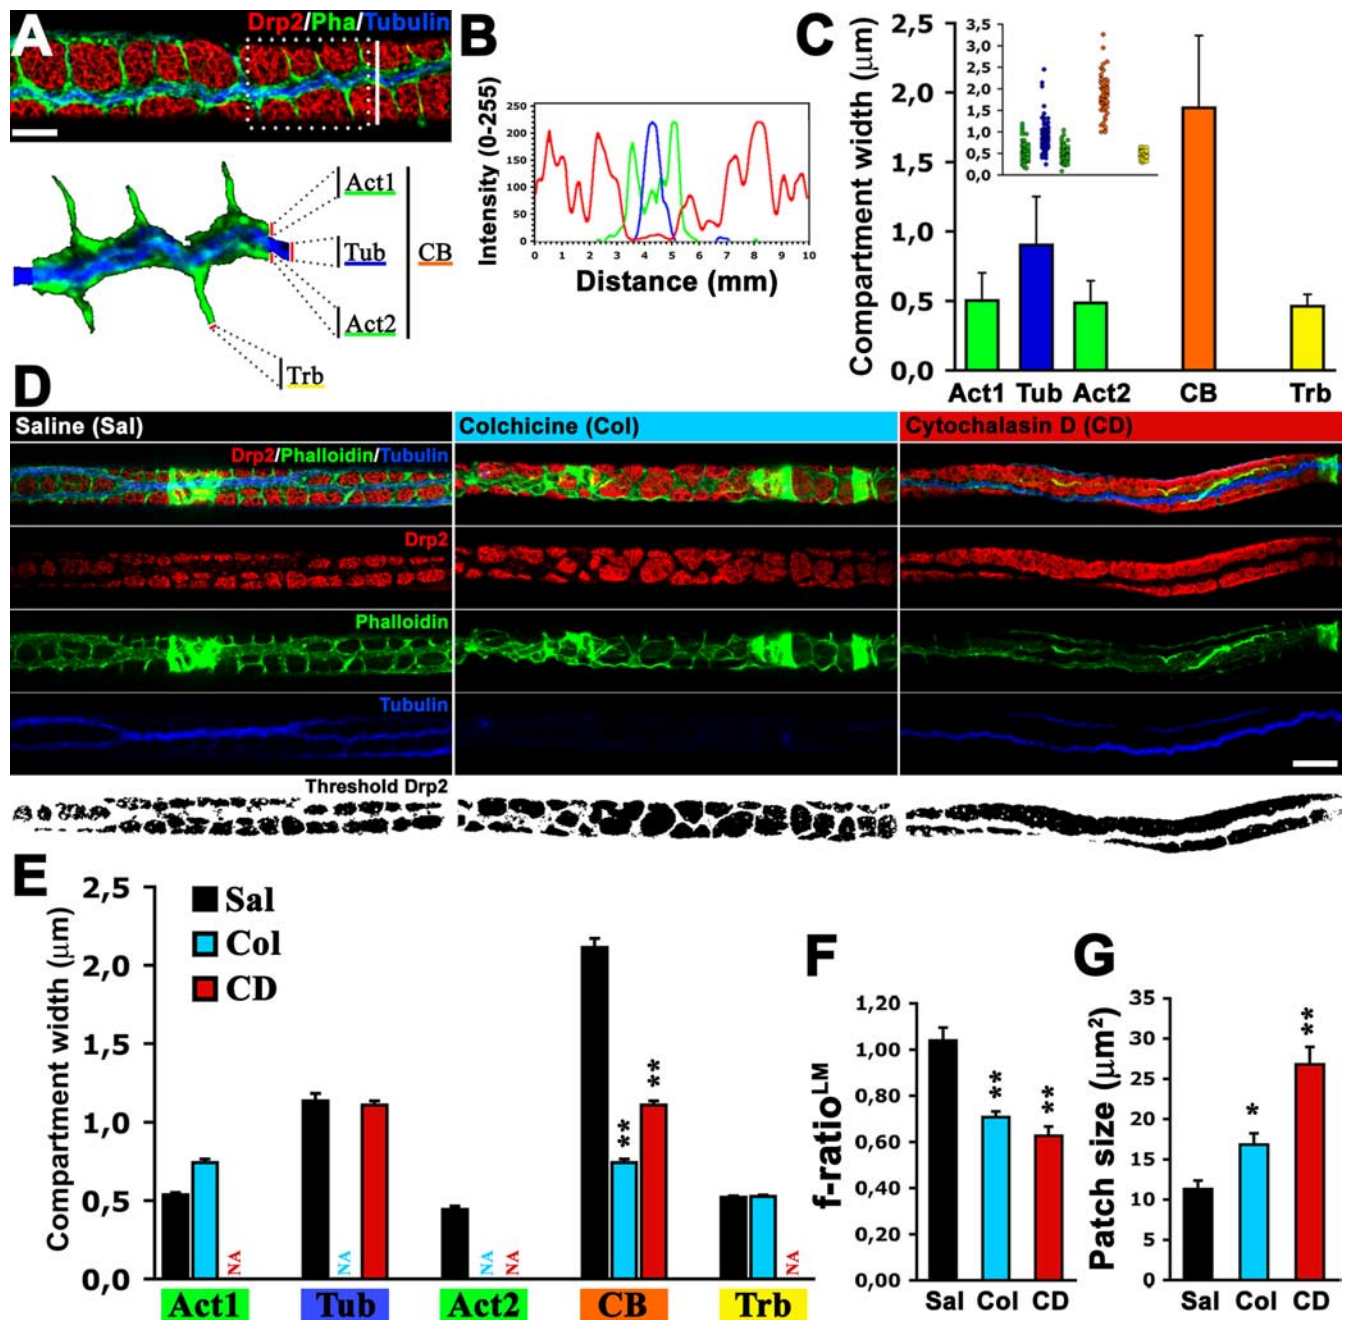 A
Drp2/Pha/Tubulin
Act1
Tub
CB
Act2
Trb
B
Intensity (0-255)
250
200
150
100
50
0
0 1 2 3 4 5 6 7 8 9 10
Distance (mm)
C
Compartment width (μm)
2,5
2,0
1,5
1,0
0,5
0,0
3,5
3,0
2,5
2,0
1,5
1,0
0,5
0,0
Act1 Tub Act2 CB Trb
D
Saline (Sal)
Colchicine (Col)
Cytochalasin D (CD)
Drp2/Phalloidin/Tubulin
Drp2
Phalloidin
Tubulin
Threshold Drp2
E
Compartment width (μm)
2,5
2,0
1,5
1,0
0,5
0,0
Sal
Col
CD
NA
NA
NA
NA
**
**
NA
Act1 Tub Act2 CB Trb
F
f-ratioLM
1,20
1,00
0,80
0,60
0,40
0,20
0,00
**
**
Sal Col CD
G
Patch size (μm²)
35
30
25
20
15
10
5
0
*
**
Sal Col CD